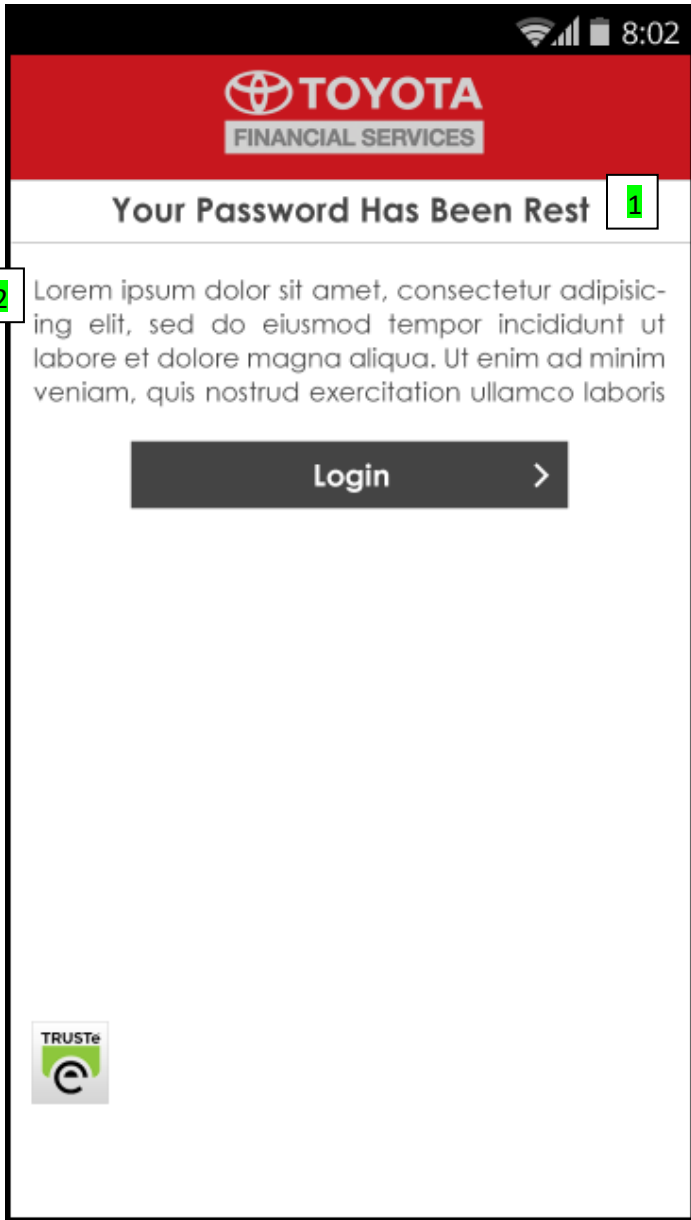 8:02
TOYOTA
FINANCIAL SERVICES
Your Password Has Been Rest
1
2
Lorem ipsum dolor sit amet, consectetur adipisic-
ing elit, sed do eiusmod tempor incididunt ut
labore et dolore magna aliqua. Ut enim ad minim
veniam, quis nostrud exercitation ullamco laboris
Login
TRUSTe
e